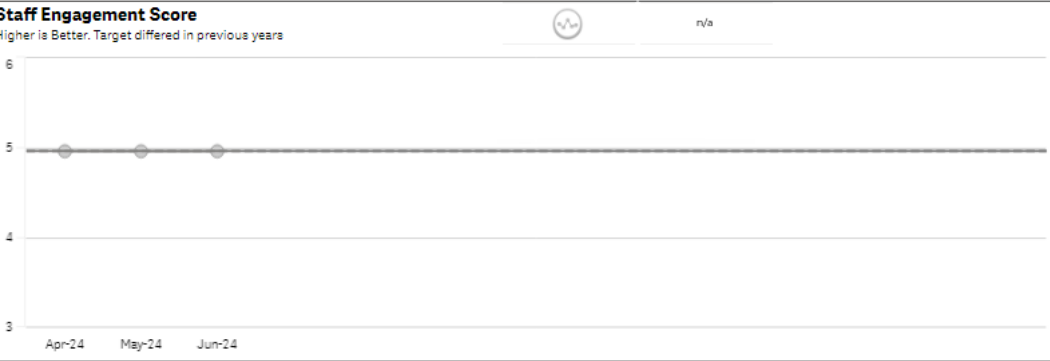 Staff Engagement Score
Higher is Better. Target differed in previous years
n/a
6
5
4
3
Apr-24 May-24 Jun-24